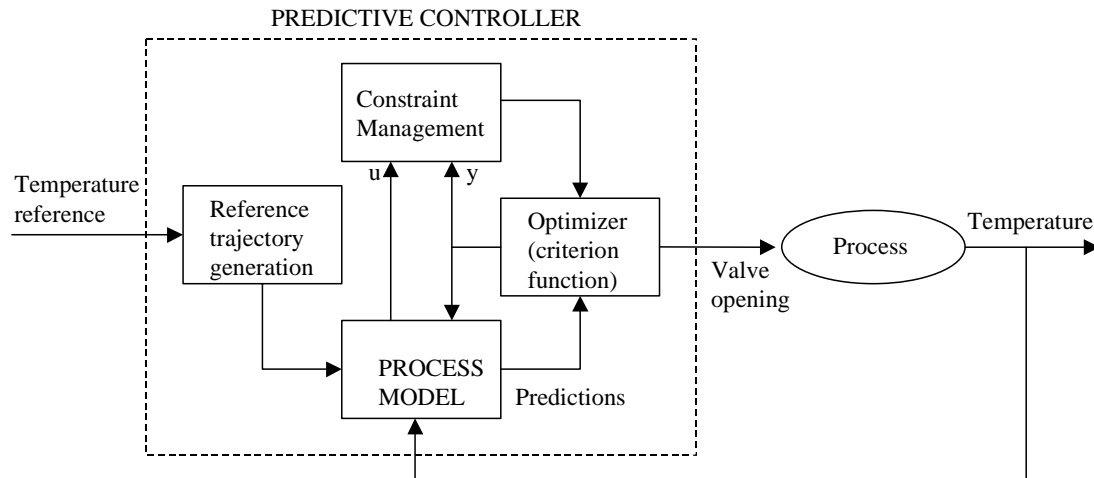 PREDICTIVE CONTROLLER
Constraint
Management
u
y
Temperature
reference
Reference
trajectory
generation
Optimizer
(criterion
function)
Valve
opening
Process
Temperature
PROCESS
MODEL
Predictions